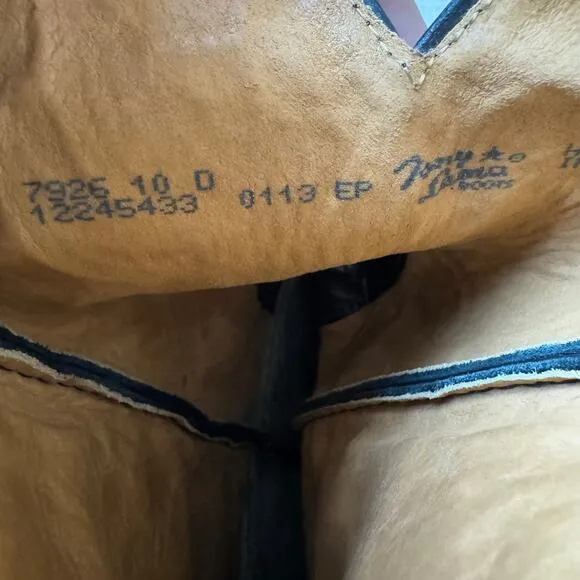 7926 10 D
12245433
0113 EP
Tony Lama
BOOTS